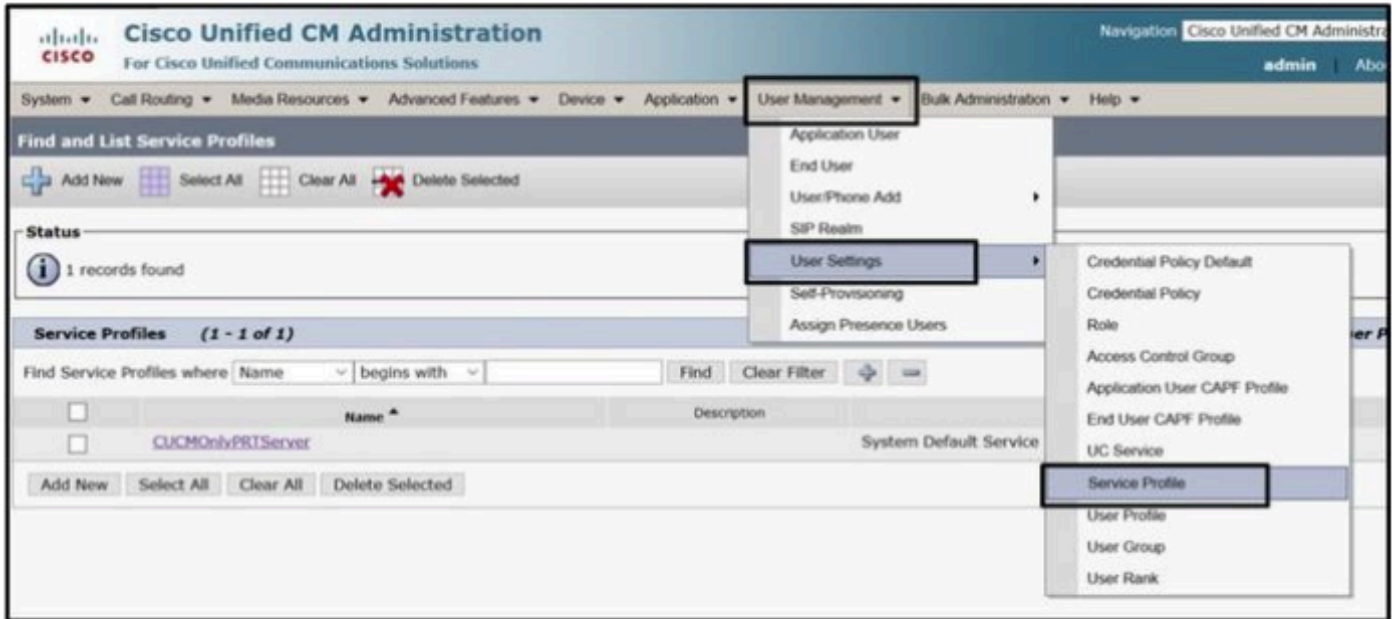 Cisco Unified CM Administration
Navigation Cisco Unified CM Administra
CISCO
For Cisco Unified Communications Solutions
admin Abo
System Call Routing Media Resources Advanced Features Device Application User Management Bulk Administration Help
Find and List Service Profiles
Application User
Add New Select All Clear All Delete Selected
End User
User/Phone Add
Status
SIP Realm
1 records found
User Settings
Credential Policy Default
Self-Provisioning
Credential Policy
Service Profiles (1 - 1 of 1)
Assign Presence Users
Role
er P
Find Service Profiles where Name begins with Find Clear Filter
Access Control Group
Application User CAPF Profile
Name Description
End User CAPF Profile
CUCMOnlyPRTServer System Default Service
UC Service
Add New Select All Clear All Delete Selected
Service Profile
User Profile
User Group
User Rank